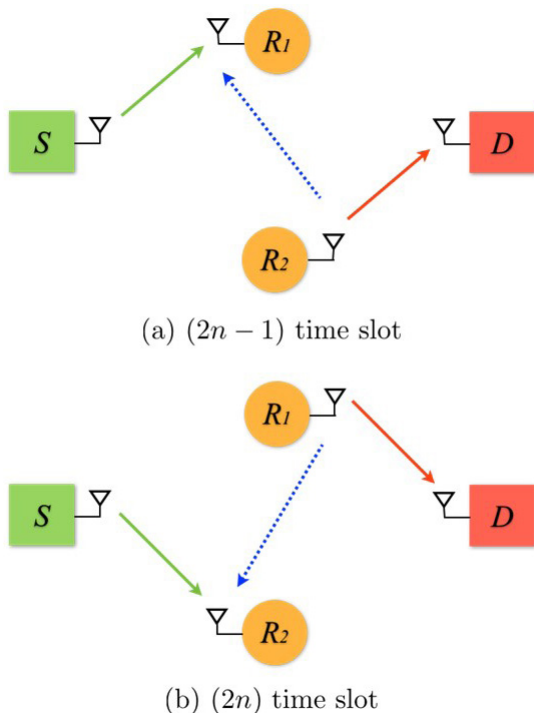 R1
S
D
R2
(a) (2n − 1) time slot
R1
S
D
R2
(b) (2n) time slot